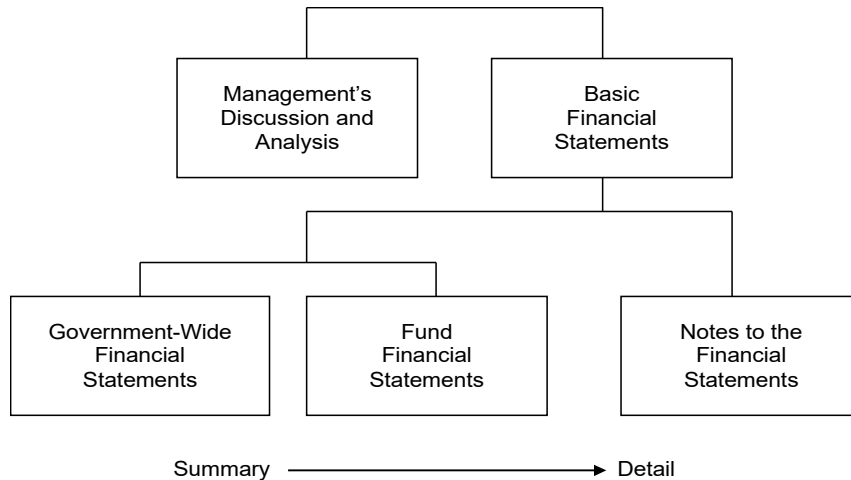 Management's
Discussion and
Analysis
Basic
Financial
Statements
Government-Wide
Financial
Statements
Fund
Financial
Statements
Notes to the
Financial
Statements
Summary
Detail